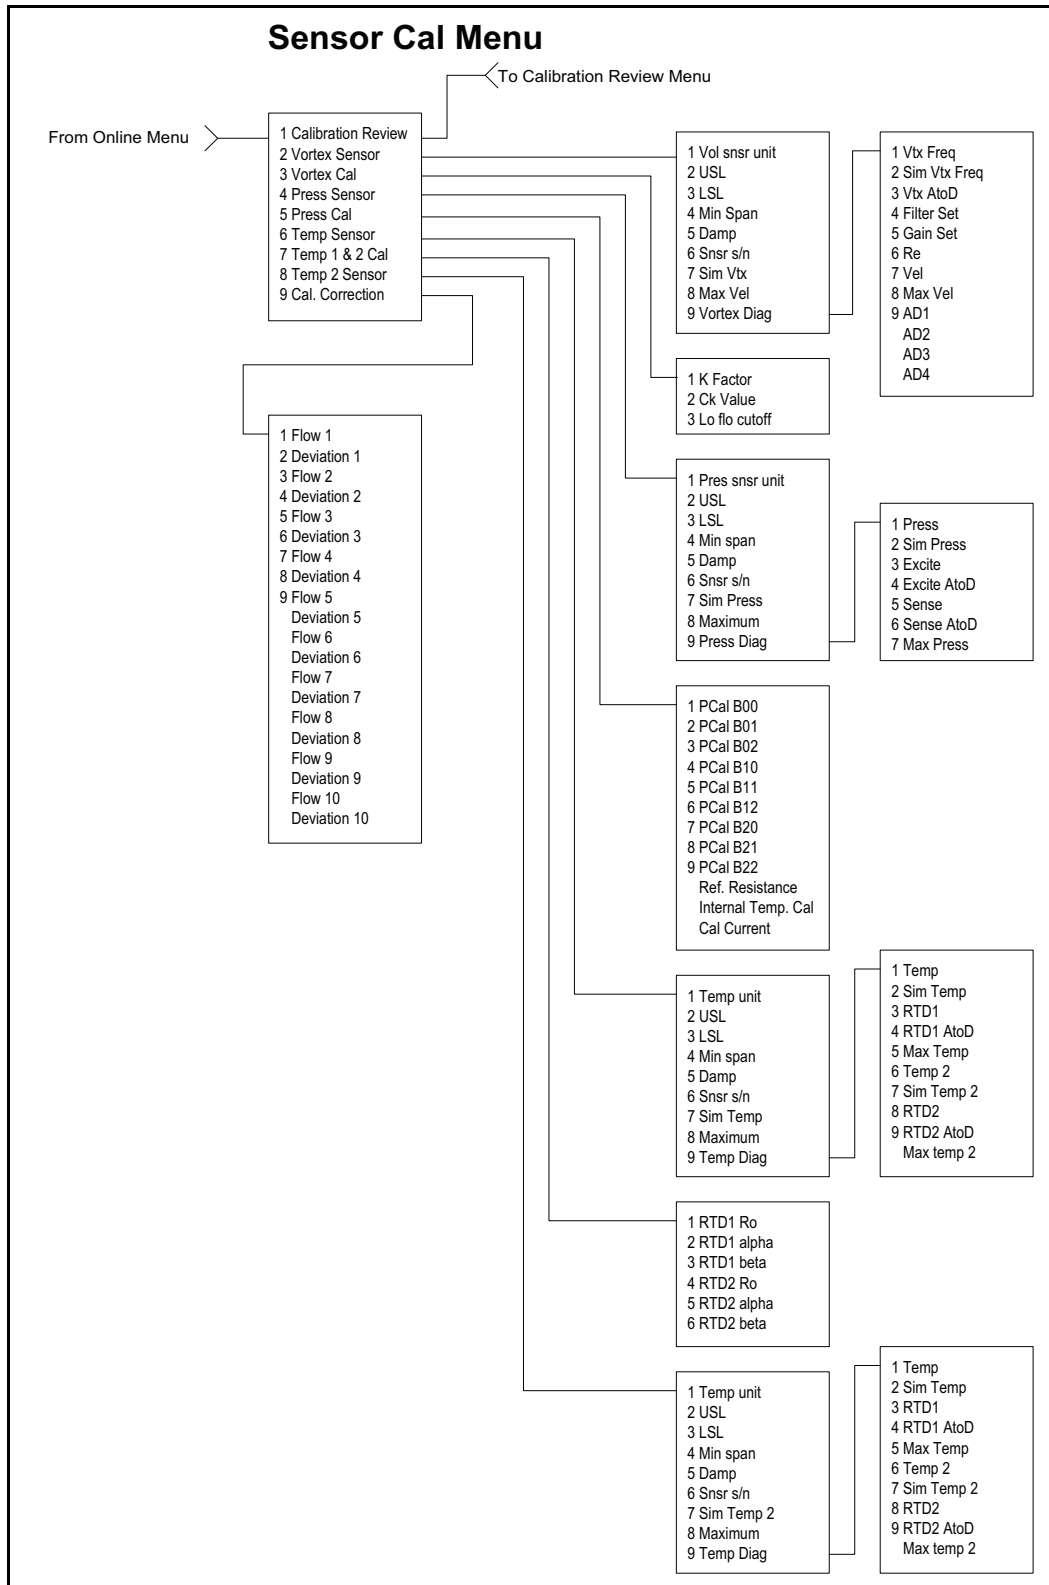 Sensor Cal Menu
To Calibration Review Menu
From Online Menu
1 Calibration Review
2 Vortex Sensor
3 Vortex Cal
4 Press Sensor
5 Press Cal
6 Temp Sensor
7 Temp 1 & 2 Cal
8 Temp 2 Sensor
9 Cal. Correction
1 Flow 1
2 Deviation 1
3 Flow 2
4 Deviation 2
5 Flow 3
6 Deviation 3
7 Flow 4
8 Deviation 4
9 Flow 5
Deviation 5
Flow 6
Deviation 6
Flow 7
Deviation 7
Flow 8
Deviation 8
Flow 9
Deviation 9
Flow 10
Deviation 10
1 Vol snsr unit
2 USL
3 LSL
4 Min Span
5 Damp
6 Snsr s/n
7 Sim Vtx
8 Max Vel
9 Vortex Diag
1 Vtx Freq
2 Sim Vtx Freq
3 Vtx AtoD
4 Filter Set
5 Gain Set
6 Re
7 Vel
8 Max Vel
9 AD1
AD2
AD3
AD4
1 K Factor
2 Ck Value
3 Lo flo cutoff
1 Pres snsr unit
2 USL
3 LSL
4 Min span
5 Damp
6 Snsr s/n
7 Sim Press
8 Maximum
9 Press Diag
1 Press
2 Sim Press
3 Excite
4 Excite AtoD
5 Sense
6 Sense AtoD
7 Max Press
1 PCal B00
2 PCal B01
3 PCal B02
4 PCal B10
5 PCal B11
6 PCal B12
7 PCal B20
8 PCal B21
9 PCal B22
Ref. Resistance
Internal Temp. Cal
Cal Current
1 Temp unit
2 USL
3 LSL
4 Min span
5 Damp
6 Snsr s/n
7 Sim Temp
8 Maximum
9 Temp Diag
1 Temp
2 Sim Temp
3 RTD1
4 RTD1 AtoD
5 Max Temp
6 Temp 2
7 Sim Temp 2
8 RTD2
9 RTD2 AtoD
Max temp 2
1 RTD1 Ro
2 RTD1 alpha
3 RTD1 beta
4 RTD2 Ro
5 RTD2 alpha
6 RTD2 beta
1 Temp unit
2 USL
3 LSL
4 Min span
5 Damp
6 Snsr s/n
7 Sim Temp 2
8 Maximum
9 Temp Diag
1 Temp
2 Sim Temp
3 RTD1
4 RTD1 AtoD
5 Max Temp
6 Temp 2
7 Sim Temp 2
8 RTD2
9 RTD2 AtoD
Max temp 2